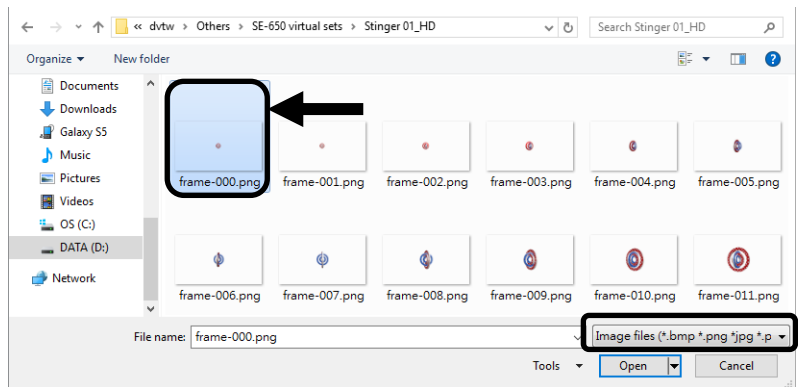 « dvtw › Others › SE-650 virtual sets › Stinger 01_HD
Search Stinger 01_HD
Organize
New folder
Documents
Downloads
Galaxy S5
Music
Pictures
Videos
OS (C:)
DATA (D:)
Network
frame-000.png
frame-001.png
frame-002.png
frame-003.png
frame-004.png
frame-005.png
frame-006.png
frame-007.png
frame-008.png
frame-009.png
frame-010.png
frame-011.png
File name: frame-000.png
Image files (*.bmp *.png *jpg *.p
Tools
Open
Cancel